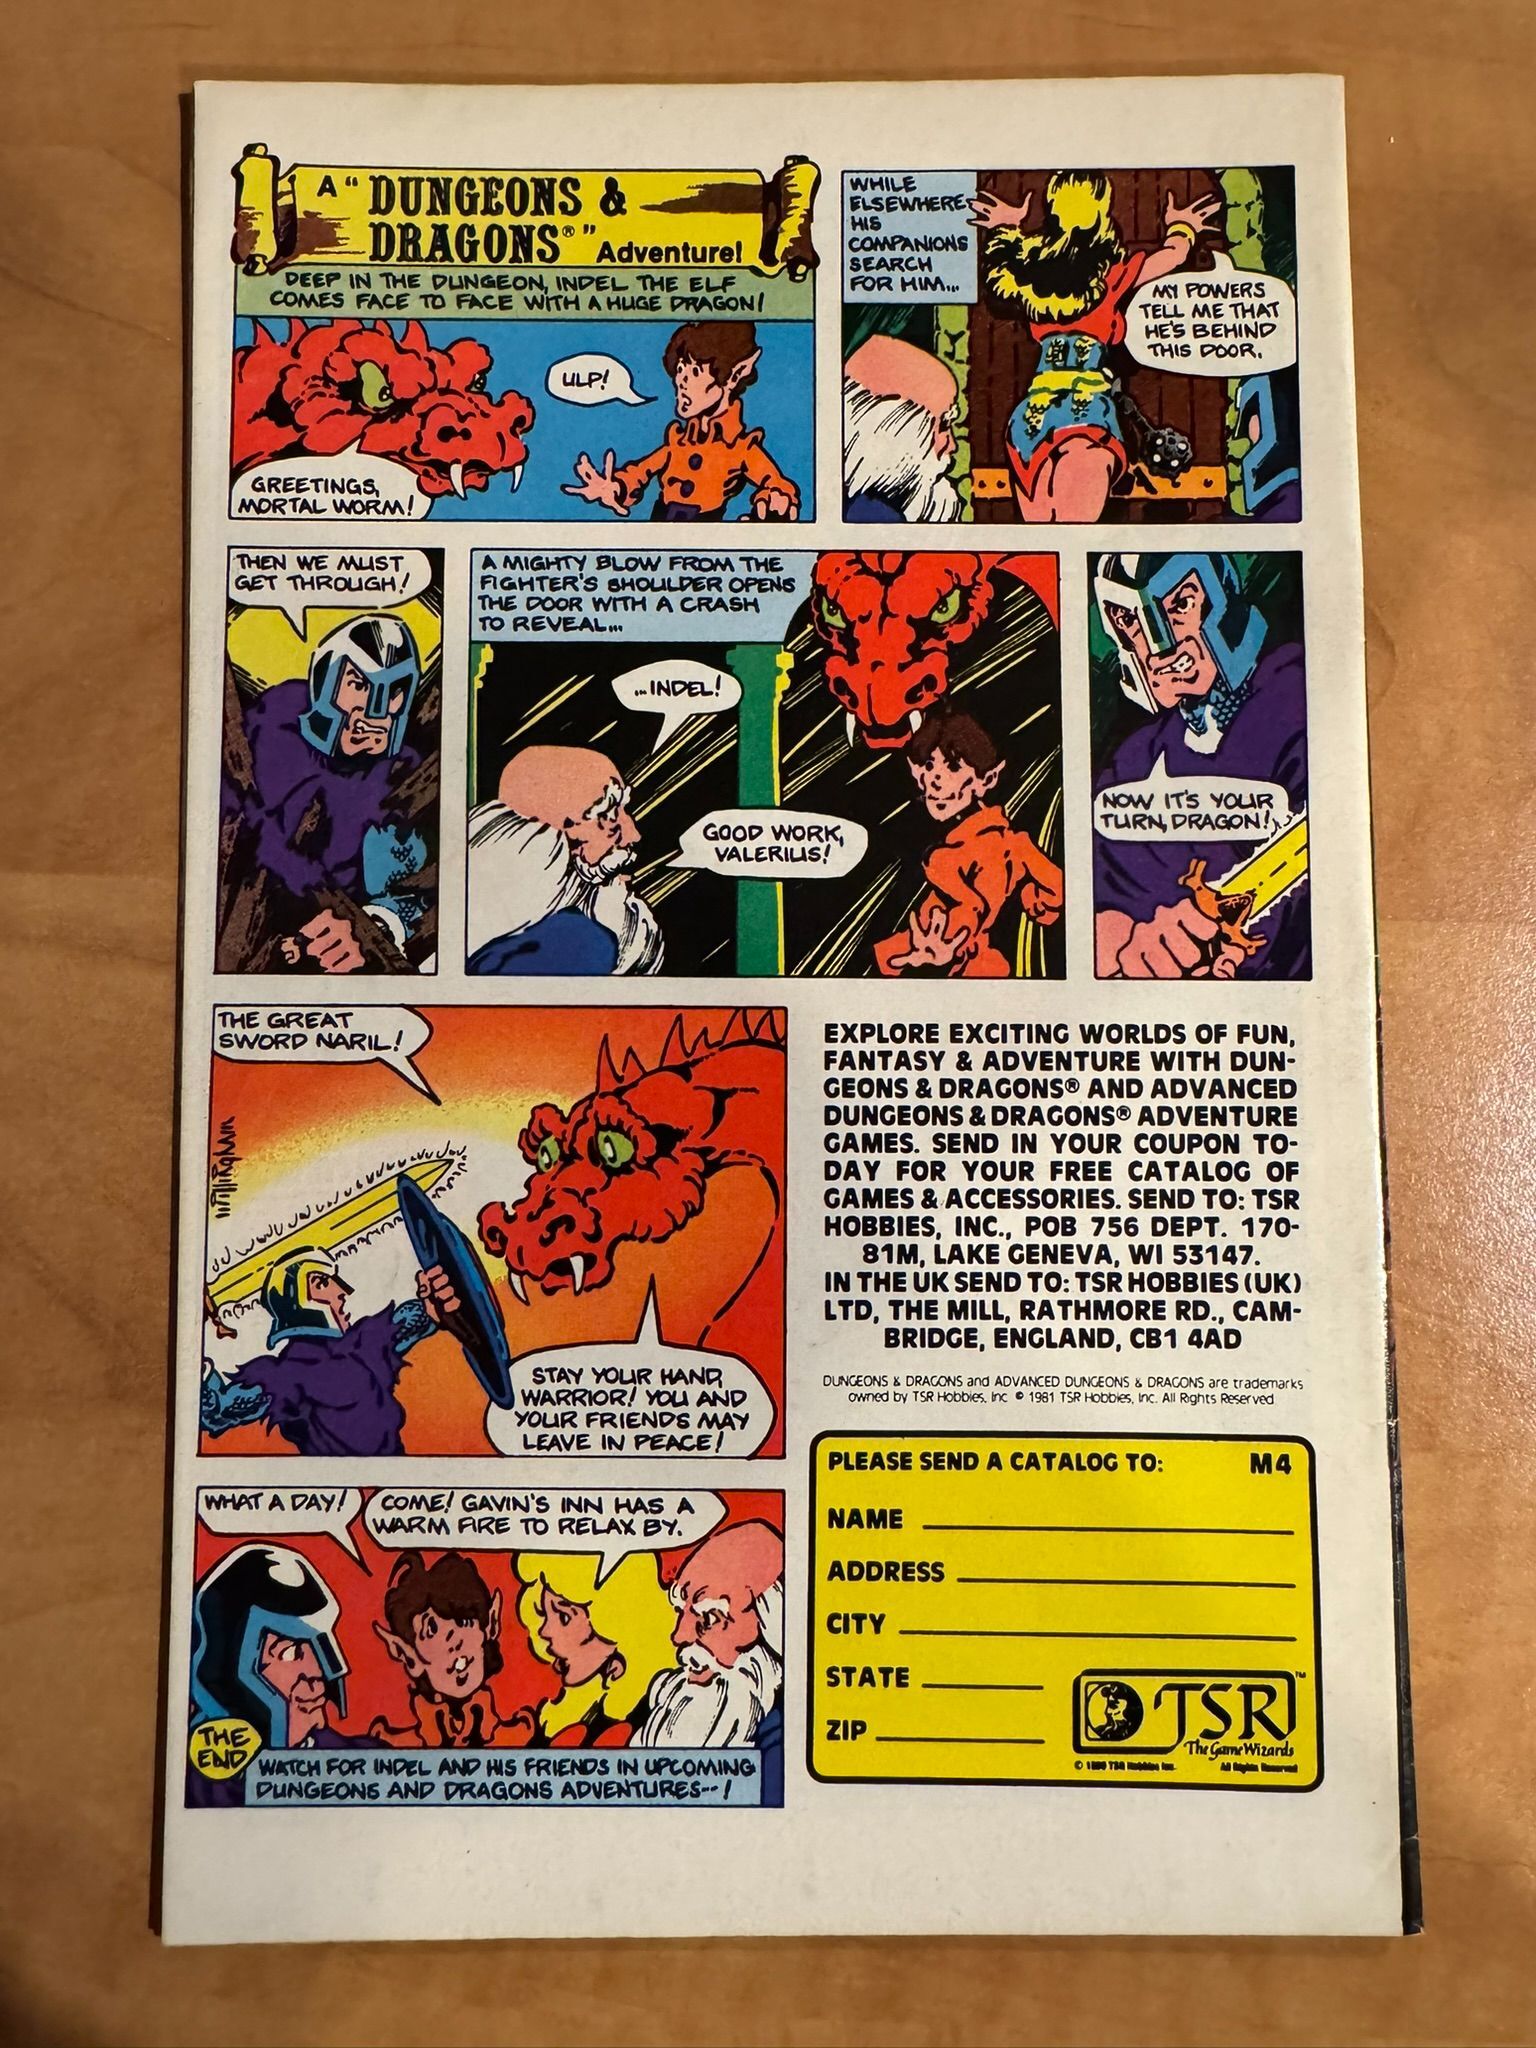 A "DUNGEONS &
DRAGONS®" Adventure!
DEEP IN THE DUNGEON, INDEL THE ELF
COMES FACE TO FACE WITH A HUGE DRAGON!
ULP!
GREETINGS,
MORTAL WORM!
WHILE
ELSEWHERE,
HIS
COMPANIONS
SEARCH
FOR HIM...
MY POWERS
TELL ME THAT
HE'S BEHIND
THIS DOOR.
THEN WE MUST
GET THROUGH!
A MIGHTY BLOW FROM THE
FIGHTER'S SHOULDER OPENS
THE DOOR WITH A CRASH
TO REVEAL...
...INDEL!
GOOD WORK,
VALERIUS!
NOW IT'S YOUR
TURN, DRAGON!
THE GREAT
SWORD NARIL!
Willingham
STAY YOUR HAND,
WARRIOR! YOU AND
YOUR FRIENDS MAY
LEAVE IN PEACE!
WHAT A DAY!
COME! GAVIN'S INN HAS A
WARM FIRE TO RELAX BY.
THE
END
WATCH FOR INDEL AND HIS FRIENDS IN UPCOMING
DUNGEONS AND DRAGONS ADVENTURES--!
EXPLORE EXCITING WORLDS OF FUN,
FANTASY & ADVENTURE WITH DUN-
GEONS & DRAGONS® AND ADVANCED
DUNGEONS & DRAGONS® ADVENTURE
GAMES. SEND IN YOUR COUPON TO-
DAY FOR YOUR FREE CATALOG OF
GAMES & ACCESSORIES. SEND TO: TSR
HOBBIES, INC., POB 756 DEPT. 170-
81M, LAKE GENEVA, WI 53147.
IN THE UK SEND TO: TSR HOBBIES (UK)
LTD, THE MILL, RATHMORE RD., CAM-
BRIDGE, ENGLAND, CB1 4AD
DUNGEONS & DRAGONS and ADVANCED DUNGEONS & DRAGONS are trademarks
owned by TSR Hobbies, Inc © 1981 TSR Hobbies, Inc. All Rights Reserved
PLEASE SEND A CATALOG TO: M4
NAME
ADDRESS
CITY
STATE
ZIP
TSR™
The Game Wizards
© 1980 TSR Hobbies Inc. All Rights Reserved